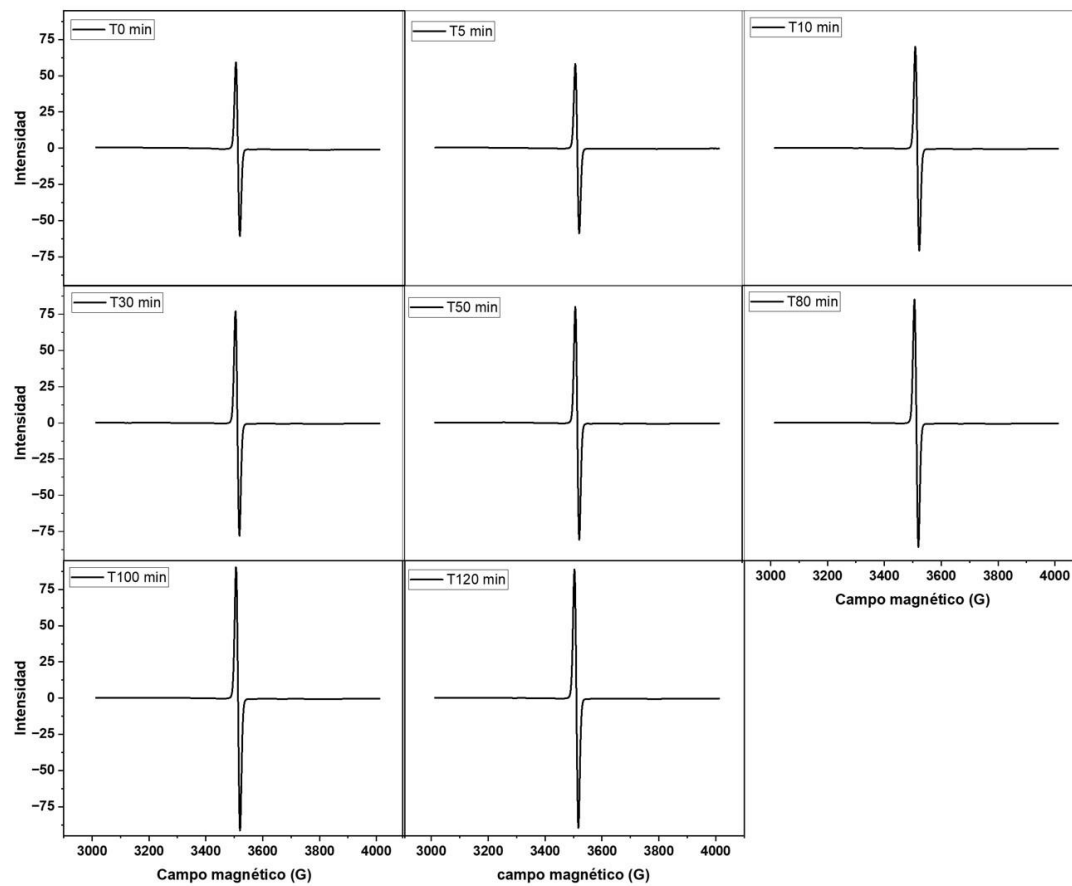 T0 min
T5 min
T10 min
75
50
25
0
−25
−50
−75
Intensidad
T30 min
T50 min
T80 min
75
50
25
0
−25
−50
−75
Intensidad
3000 3200 3400 3600 3800 4000
Campo magnético (G)
T100 min
T120 min
75
50
25
0
−25
−50
−75
Intensidad
3000 3200 3400 3600 3800 4000
3000 3200 3400 3600 3800 4000
Campo magnético (G)
campo magnético (G)